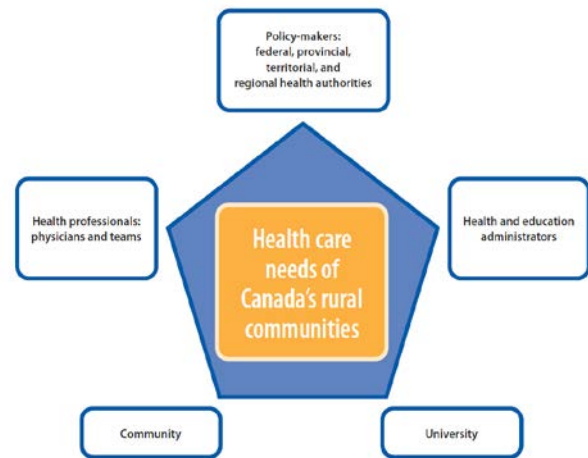 Policy-makers:
federal, provincial,
territorial, and
regional health authorities
Health professionals:
physicians and teams
Health care
needs of
Canada's rural
communities
Health and education
administrators
Community
University